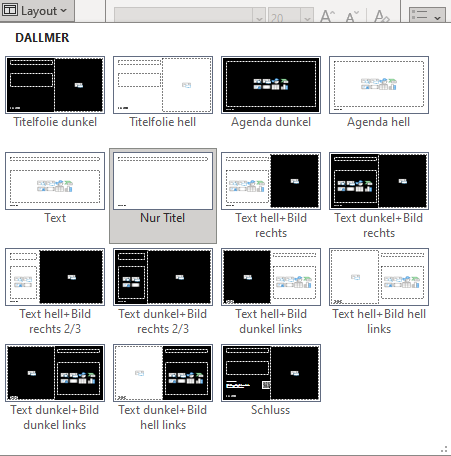 Layout
20
DALLMER
Titelfolie dunkel
Titelfolie hell
Agenda dunkel
Agenda hell
Text
Nur Titel
Text hell+Bild
rechts
Text dunkel+Bild
rechts
Text hell+Bild
rechts 2/3
Text dunkel+Bild
rechts 2/3
Text hell+Bild
dunkel links
Text hell+Bild hell
links
Text dunkel+Bild
dunkel links
Text dunkel+Bild
hell links
Schluss